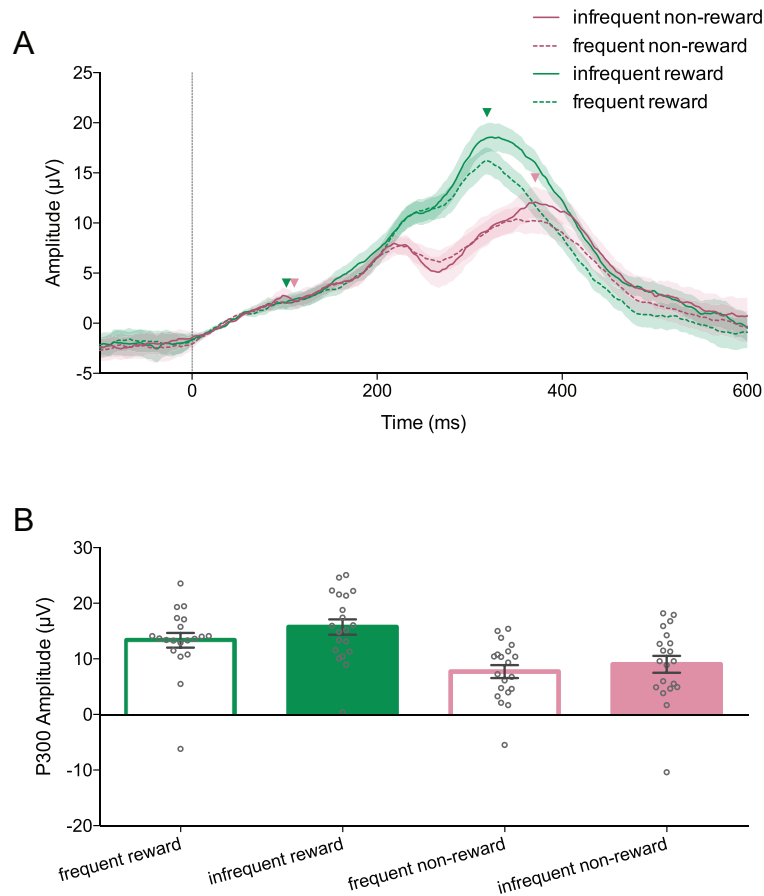 infrequent non-reward
A
frequent non-reward
infrequent reward
frequent reward
25
20
15
10
5
0
-5
Amplitude (µV)
0
200
400
600
Time (ms)
B
30
20
10
0
-10
-20
P300 Amplitude (µV)
frequent reward
infrequent reward
frequent non-reward
infrequent non-reward